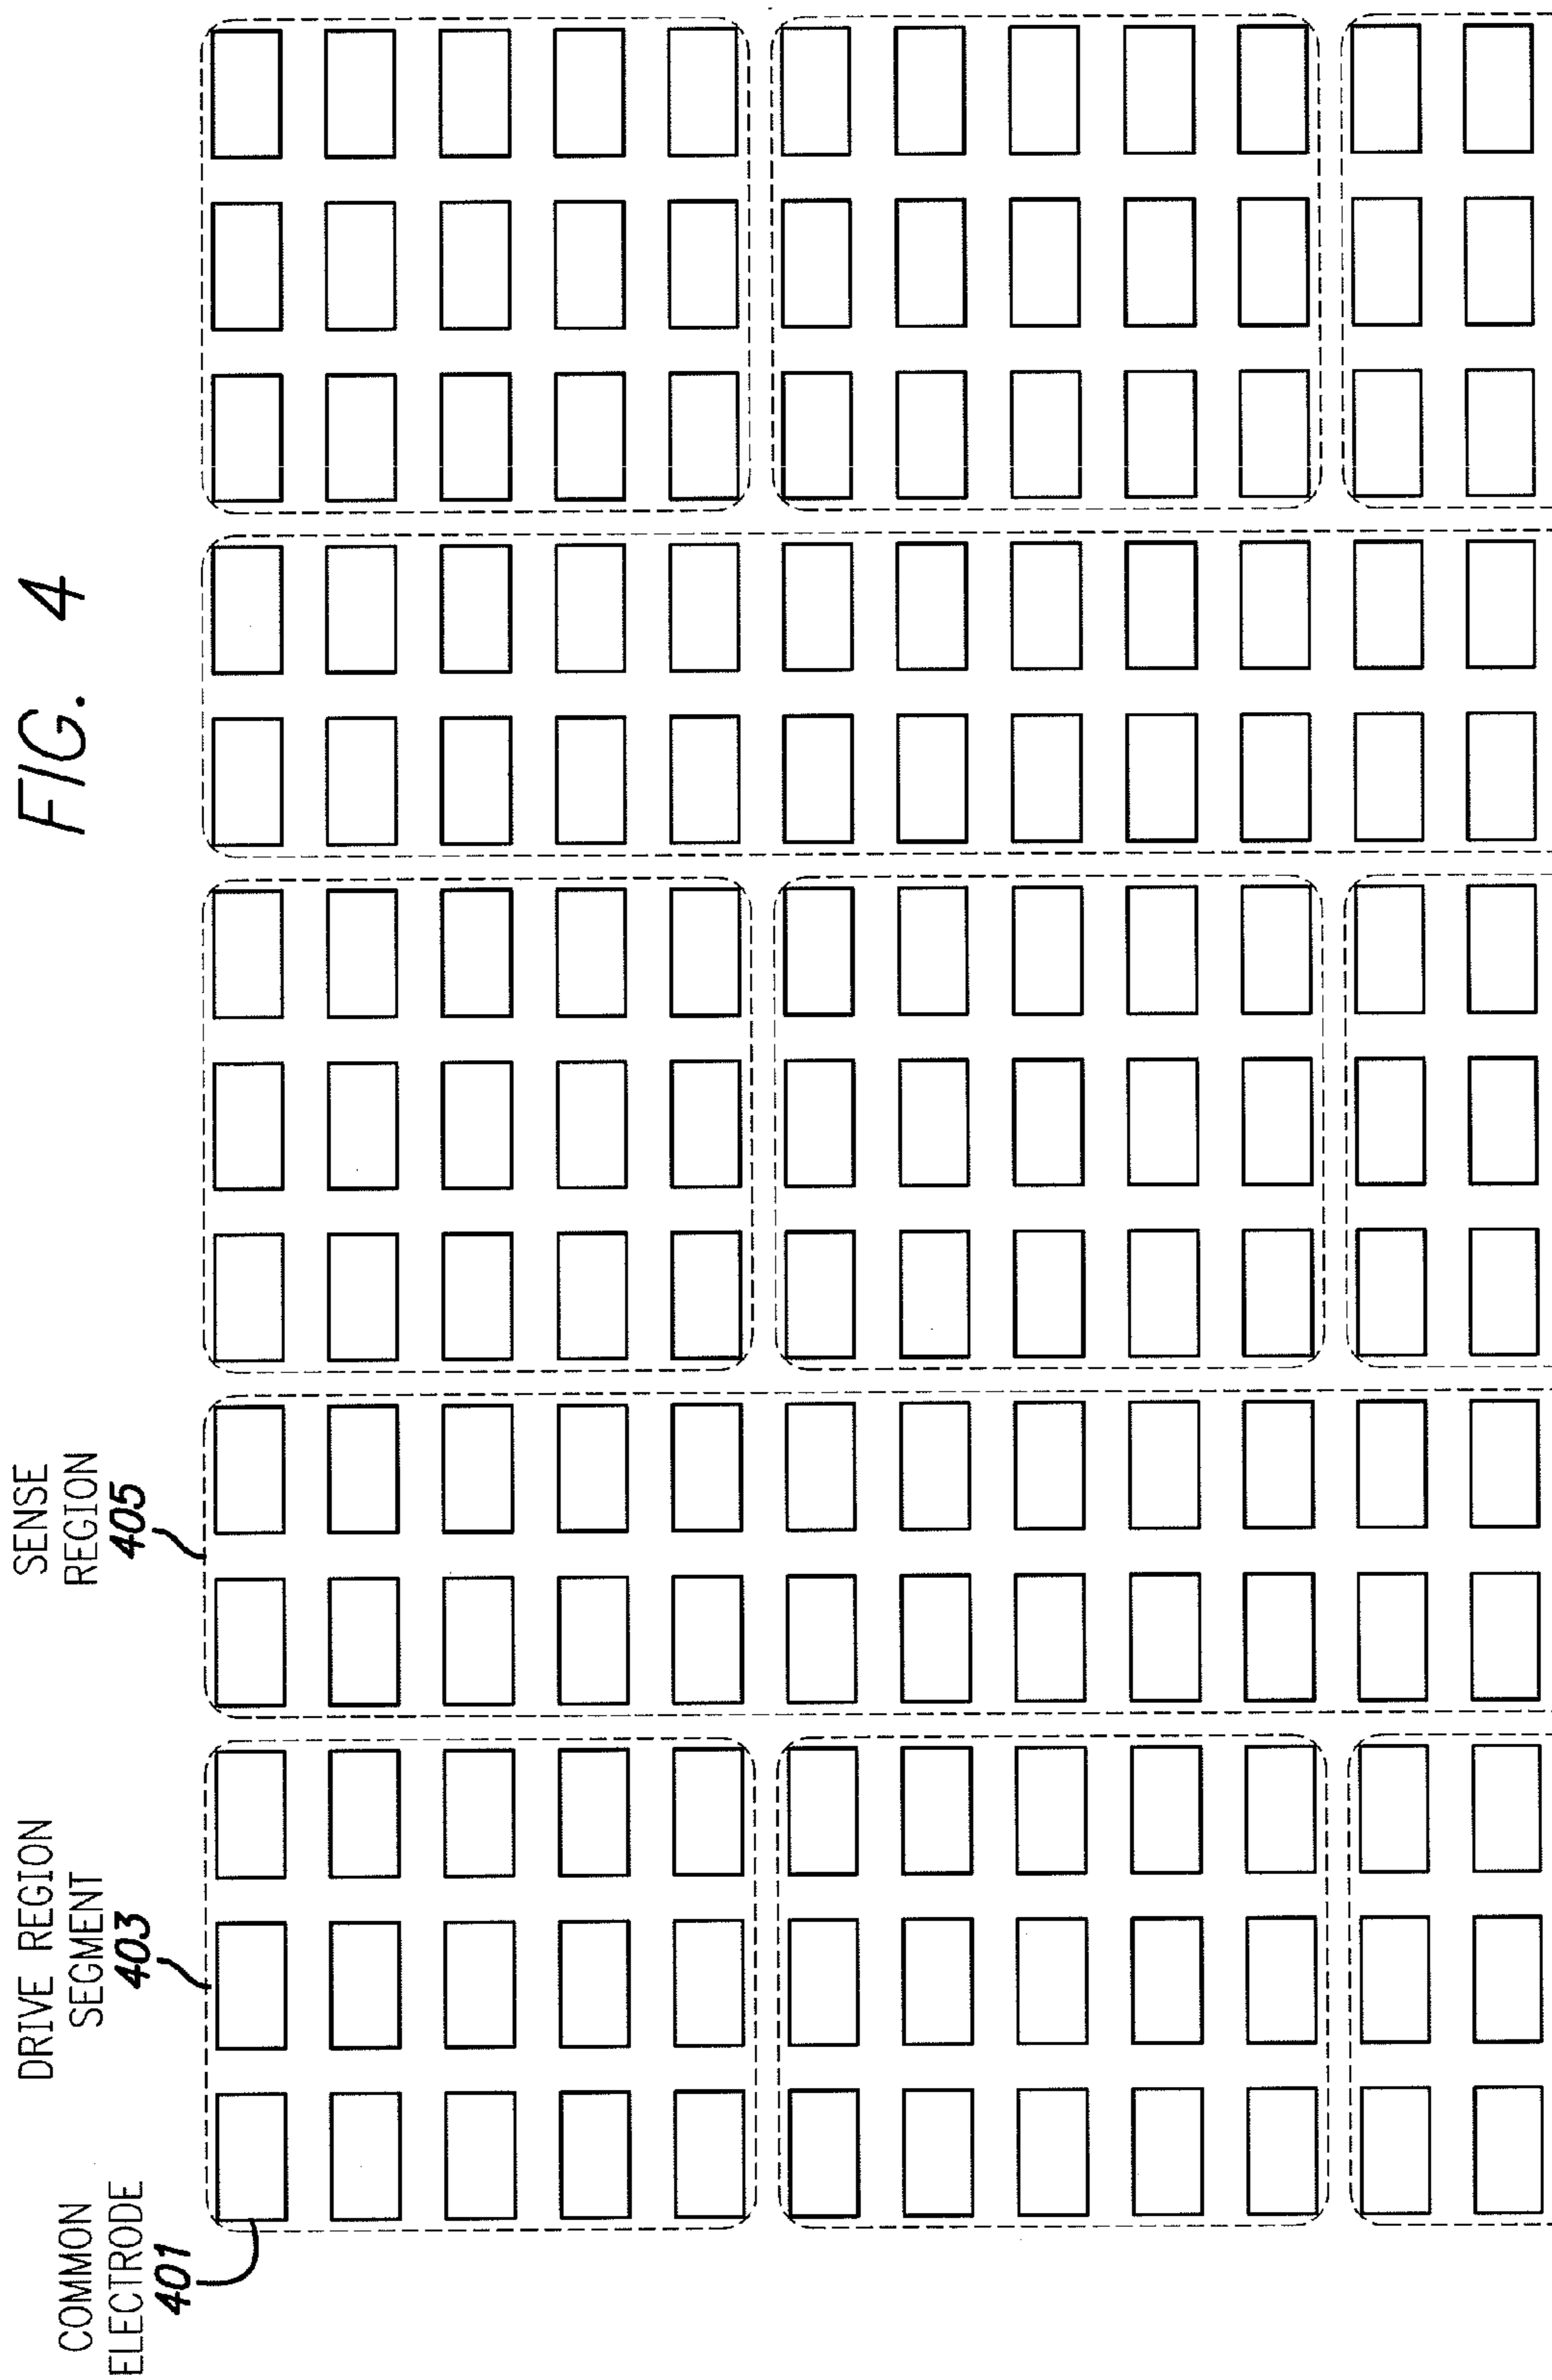 FIG. 4
COMMON
ELECTRODE
401
DRIVE REGION
SEGMENT
403
SENSE
REGION
405